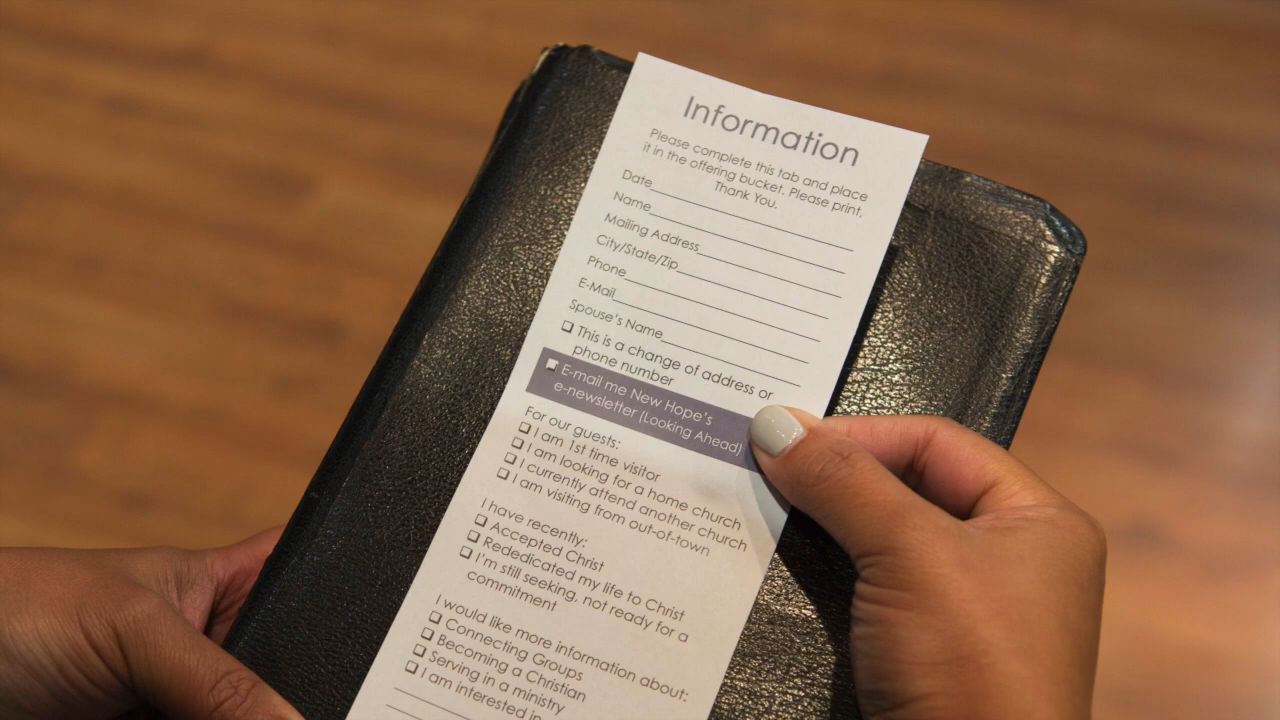 Information
Please complete this tab and place
it in the offering bucket. Please print,
Thank You.
Date
Name
Mailing Address
City/State/Zip
Phone
E-Mail
Spouse's Name
❏ This is a change of address or
phone number
❏ E-mail me New Hope's
e-newsletter (Looking Ahead)
For our guests:
❏ I am 1st time visitor
❏ I am looking for a home church
❏ I currently attend another church
❏ I am visiting from out-of-town
I have recently:
❏ Accepted Christ
❏ Rededicated my life to Christ
❏ I'm still seeking, not ready for a
commitment
I would like more information about:
❏ Connecting Groups
❏ Becoming a Christian
❏ Serving in a ministry
❏ I am interested in